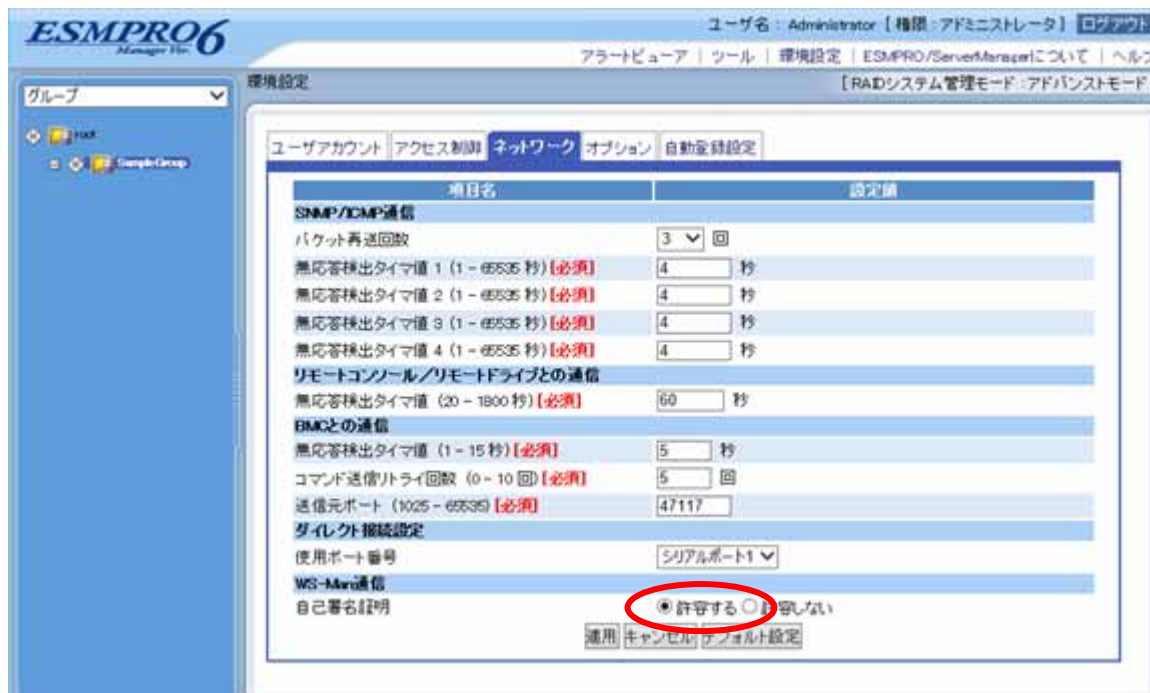 ESMPRO6
Manager Ver.
ユーザ名 : Administrator 【権限 : アドミニストレータ】 ログアウト
アラートビューア | ツール | 環境設定 | ESMPRO/ServerManagerについて | ヘルプ
グループ
環境設定
【RAIDシステム管理モード : アドバンストモード
root
SampleGroup
ユーザアカウント アクセス制御 ネットワーク オプション 自動登録設定
項目名 設定値
SNMP/ICMP通信
パケット再送回数 3 回
無応答検出タイマ値 1 (1 - 65535 秒)【必須】 4 秒
無応答検出タイマ値 2 (1 - 65535 秒)【必須】 4 秒
無応答検出タイマ値 3 (1 - 65535 秒)【必須】 4 秒
無応答検出タイマ値 4 (1 - 65535 秒)【必須】 4 秒
リモートコンソール/リモートドライブとの通信
無応答検出タイマ値 (20 - 1800 秒)【必須】 60 秒
BMCとの通信
無応答検出タイマ値 (1 - 15 秒)【必須】 5 秒
コマンド送信リトライ回数 (0 - 10 回)【必須】 5 回
送信元ポート (1025 - 65535)【必須】 47117
ダイレクト接続設定
使用ポート番号 シリアルポート1
WS-Man通信
自己署名証明 許容する 許容しない
適用 キャンセル デフォルト設定